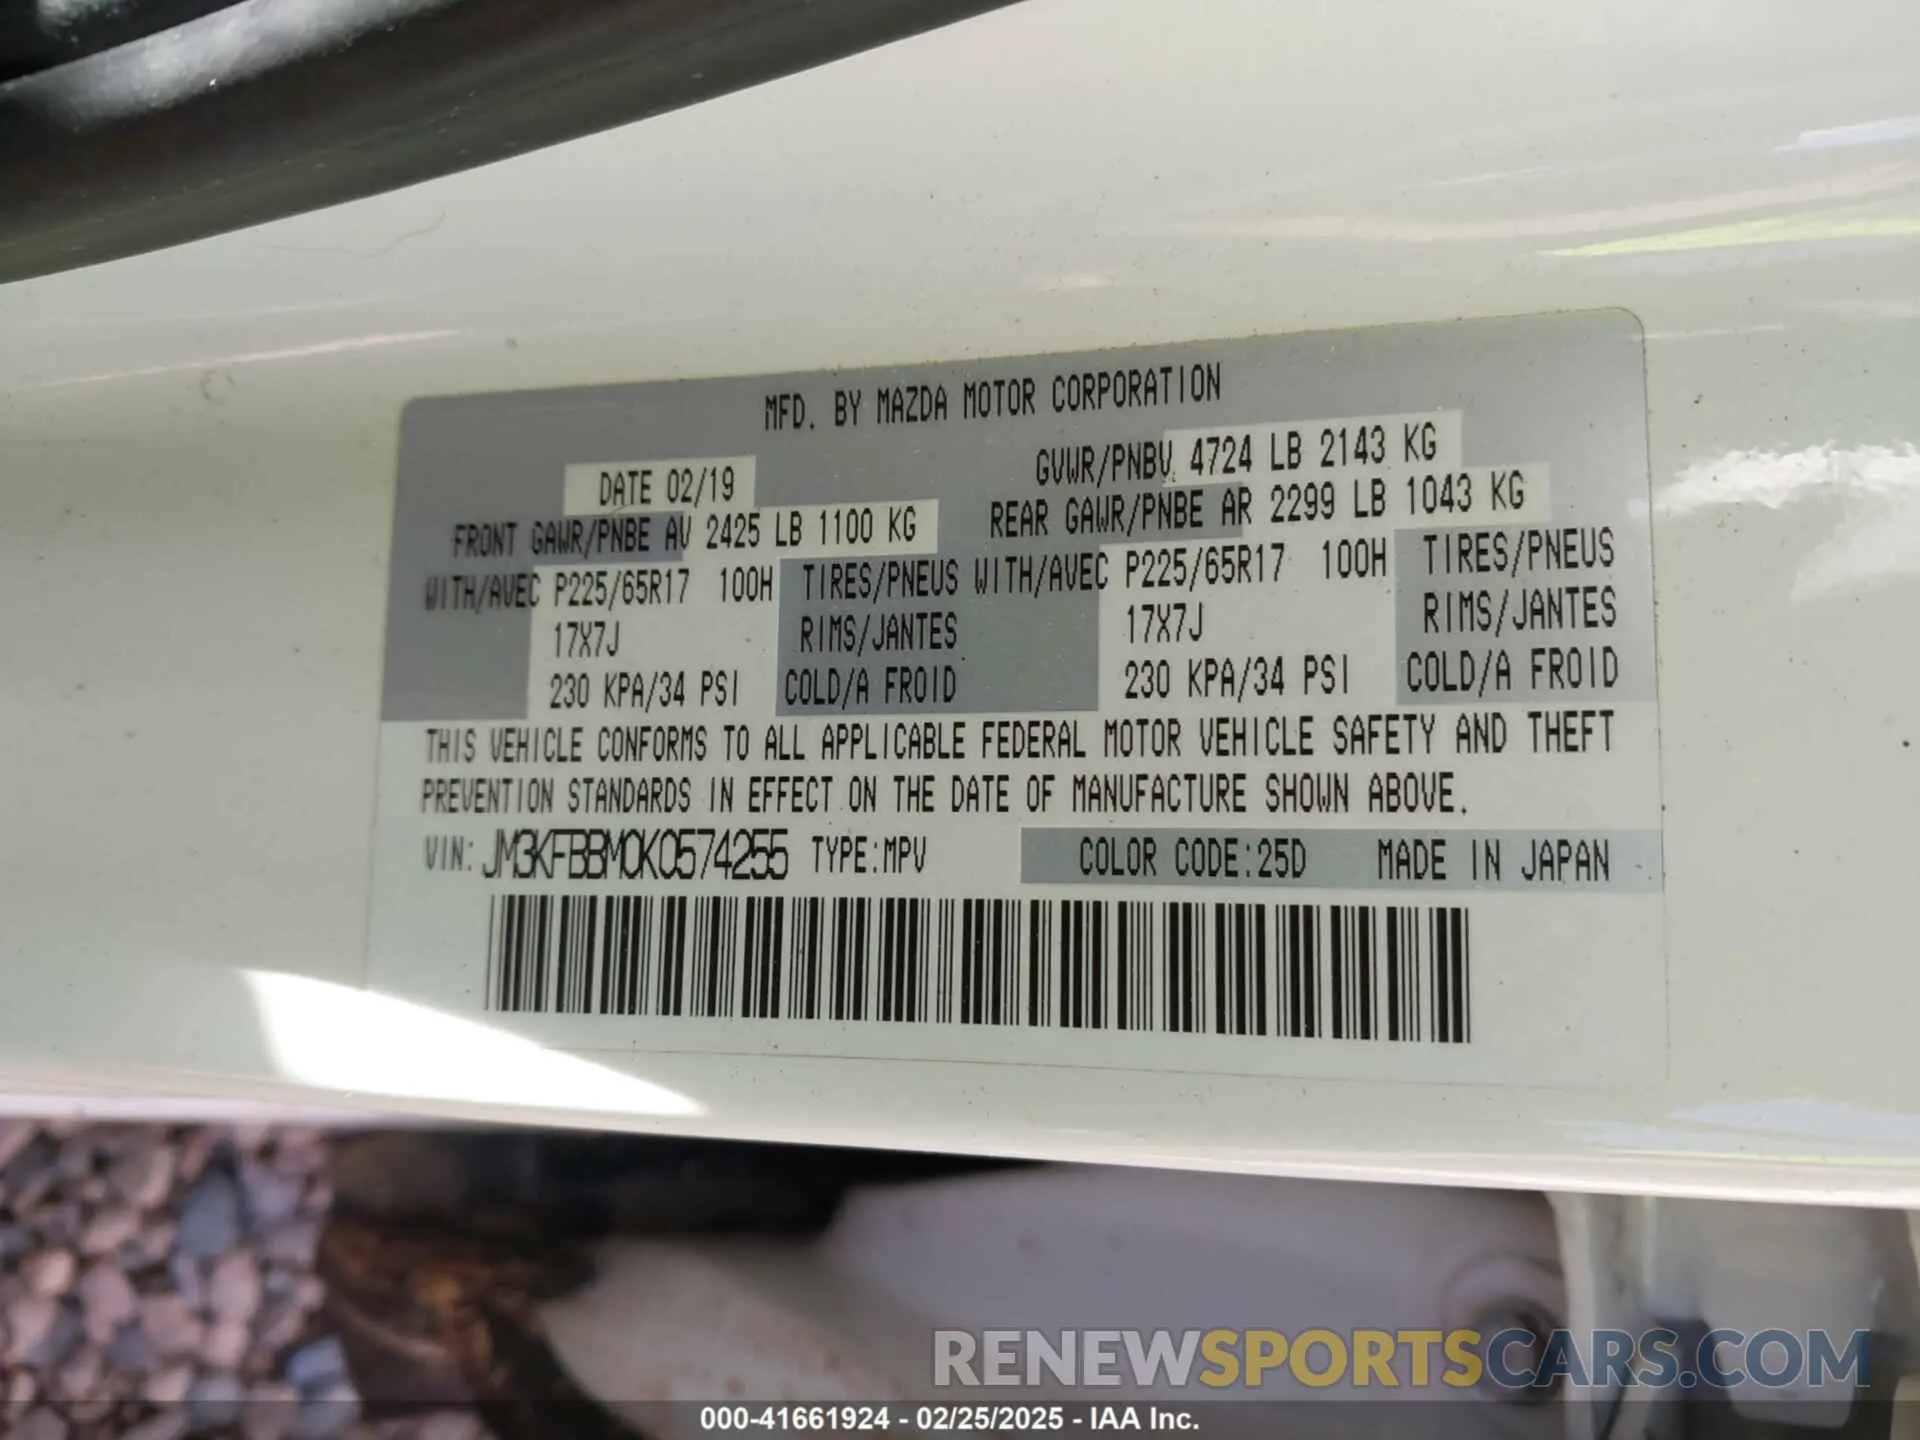 MFD. BY MAZDA MOTOR CORPORATION
DATE 02/19 GVWR/PNBV 4724 LB 2143 KG
FRONT GAWR/PNBE AV 2425 LB 1100 KG REAR GAWR/PNBE AR 2299 LB 1043 KG
WITH/AVEC P225/65R17 100H TIRES/PNEUS WITH/AVEC P225/65R17 100H TIRES/PNEUS
17X7J RIMS/JANTES 17X7J RIMS/JANTES
230 KPA/34 PSI COLD/A FROID 230 KPA/34 PSI COLD/A FROID
THIS VEHICLE CONFORMS TO ALL APPLICABLE FEDERAL MOTOR VEHICLE SAFETY AND THEFT
PREVENTION STANDARDS IN EFFECT ON THE DATE OF MANUFACTURE SHOWN ABOVE.
VIN: JM3KFBBM0K0574255 TYPE:MPV COLOR CODE:25D MADE IN JAPAN
RENEWSPORTSCARS.COM
000-41661924 - 02/25/2025 - IAA Inc.